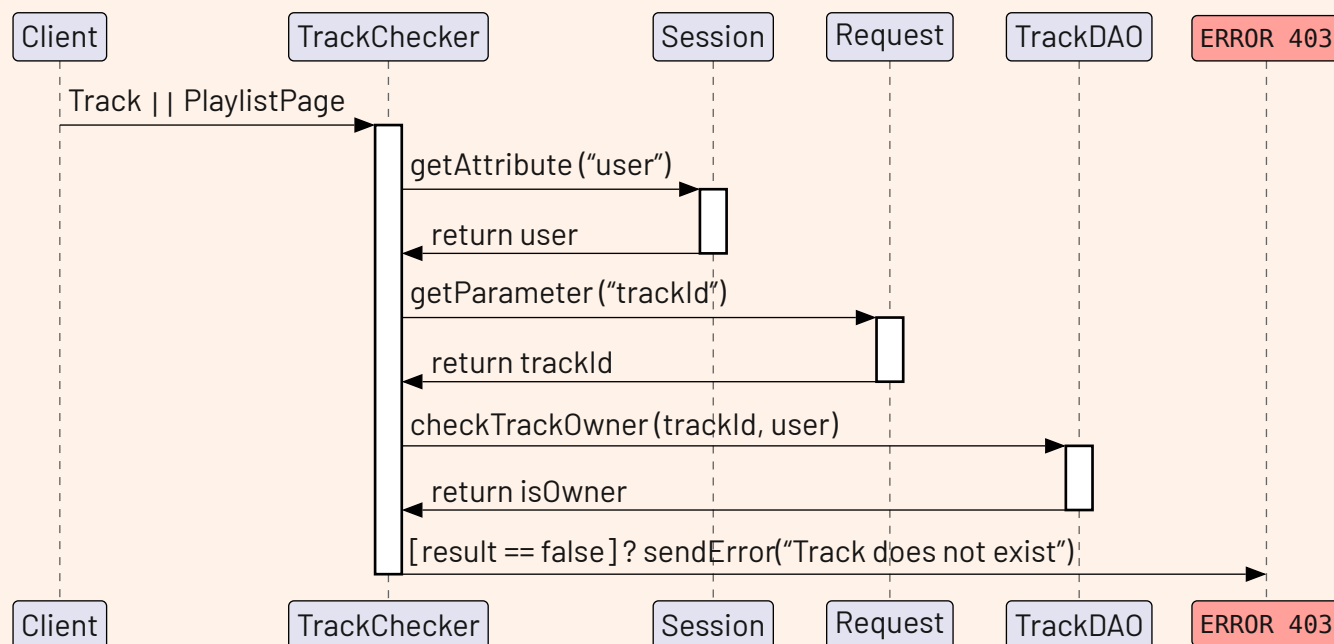 Client TrackChecker Session Request TrackDAO ERROR 403
Track || PlaylistPage
getAttribute (“user”)
return user
getParameter (“trackId”)
return trackId
checkTrackOwner (trackId, user)
return isOwner
[result == false] ? sendError(“Track does not exist”)
Client TrackChecker Session Request TrackDAO ERROR 403